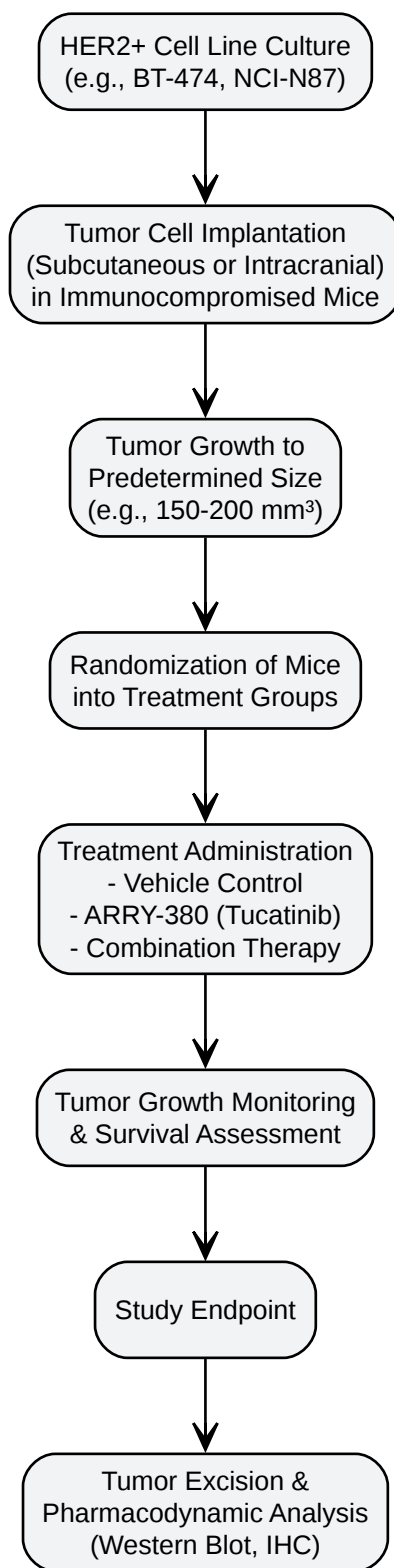 HER2+ Cell Line Culture
(e.g., BT-474, NCI-N87)
Tumor Cell Implantation
(Subcutaneous or Intracranial)
in Immunocompromised Mice
Tumor Growth to
Predetermined Size
(e.g., 150-200 mm³)
Randomization of Mice
into Treatment Groups
Treatment Administration
- Vehicle Control
- ARRY-380 (Tucatinib)
- Combination Therapy
Tumor Growth Monitoring
& Survival Assessment
Study Endpoint
Tumor Excision &
Pharmacodynamic Analysis
(Western Blot, IHC)